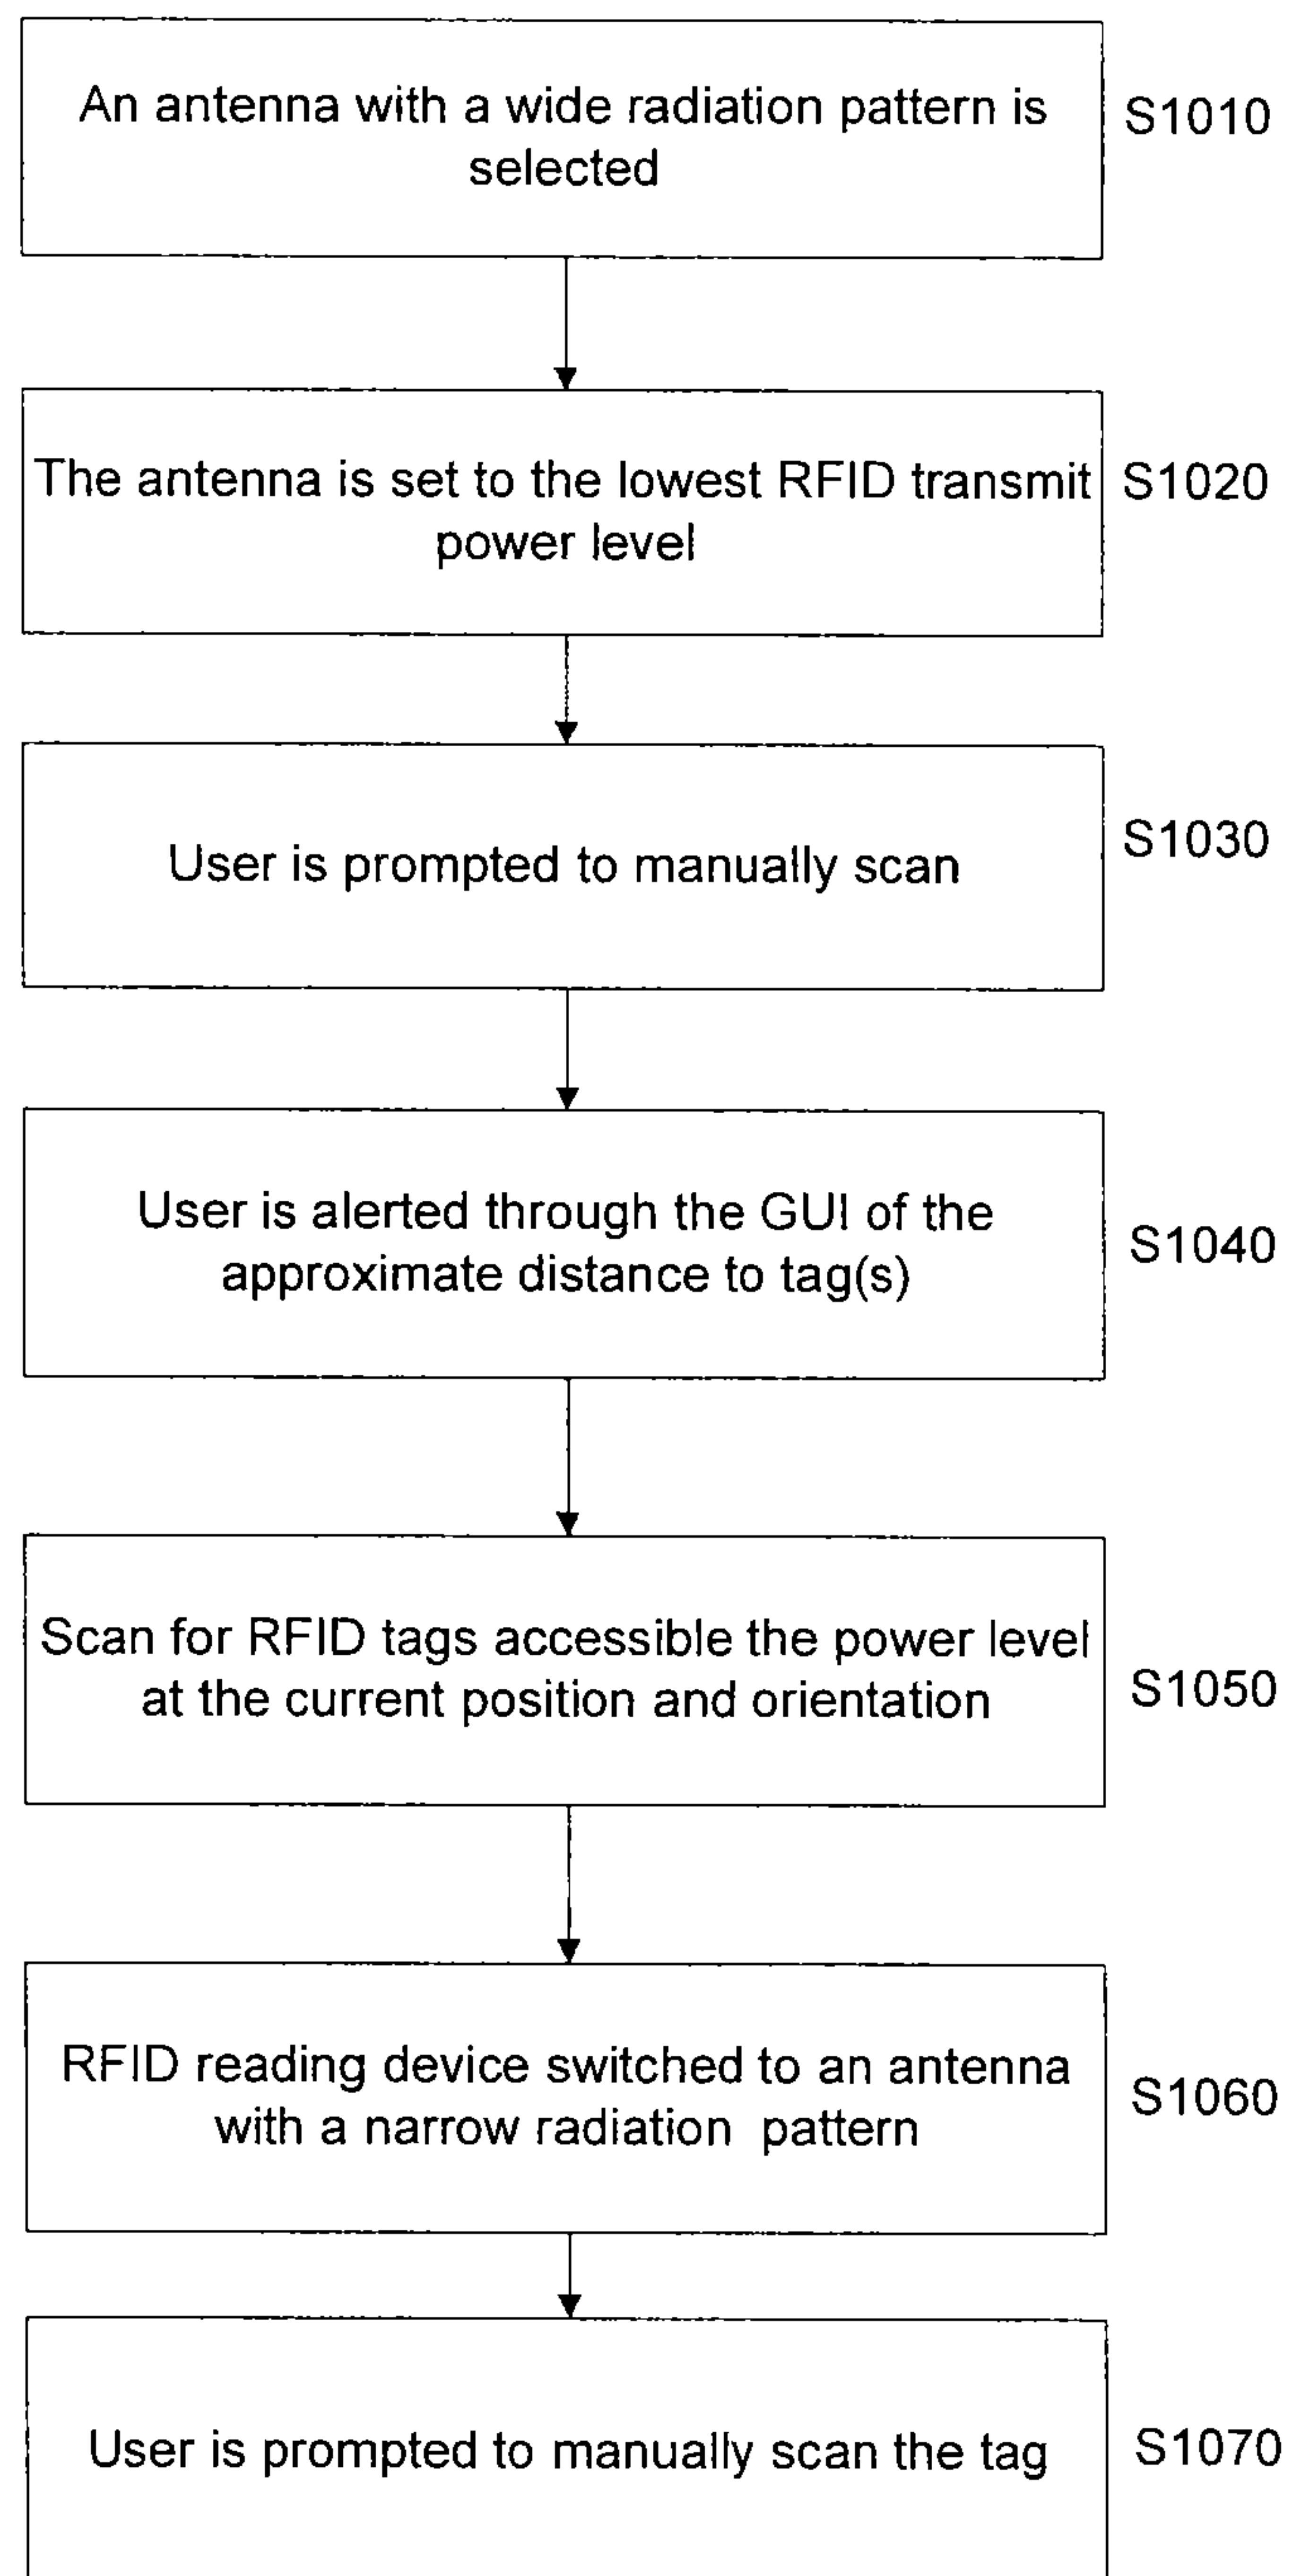 An antenna with a wide radiation pattern is
selected
S1010
The antenna is set to the lowest RFID transmit
power level
S1020
User is prompted to manually scan
S1030
User is alerted through the GUI of the
approximate distance to tag(s)
S1040
Scan for RFID tags accessible the power level
at the current position and orientation
S1050
RFID reading device switched to an antenna
with a narrow radiation pattern
S1060
User is prompted to manually scan the tag
S1070